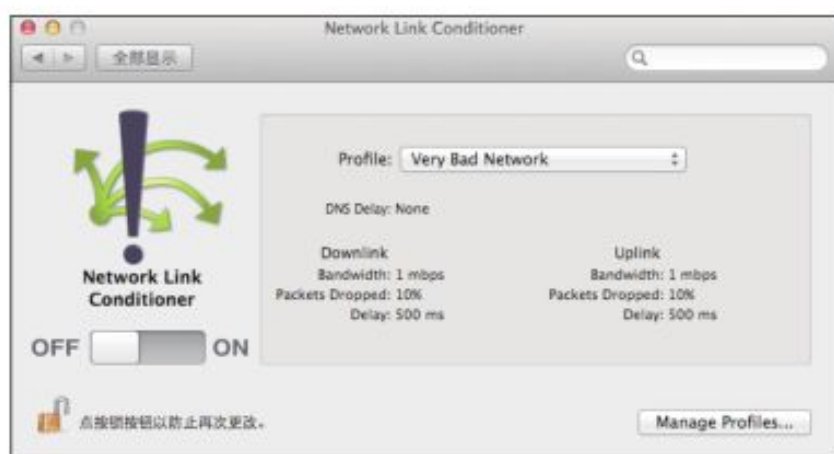 Network Link Conditioner
全部显示
Profile: Very Bad Network
DNS Delay: None
Downlink
Bandwidth: 1 mbps
Packets Dropped: 10%
Delay: 500 ms
Uplink
Bandwidth: 1 mbps
Packets Dropped: 10%
Delay: 500 ms
Network Link
Conditioner
OFF ON
点按锁按钮以防止再次更改。
Manage Profiles...